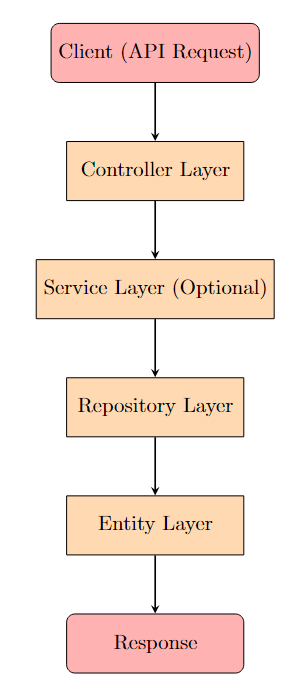 Client (API Request)
Controller Layer
Service Layer (Optional)
Repository Layer
Entity Layer
Response